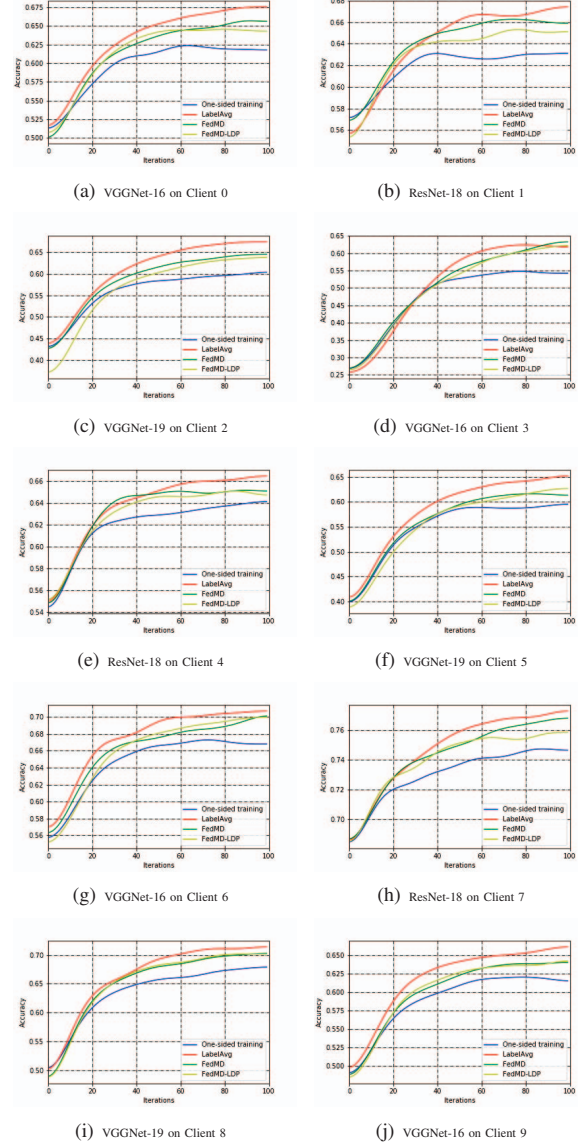 0.675
0.650
0.625
0.600
0.575
0.550
0.525
0.500
Accuracy
0 20 40 60 80 100
Iterations
One-sided training
LabelAvg
FedMD
FedMD-LDP
(a) VGGNet-16 on Client 0
0.68
0.66
0.64
0.62
0.60
0.58
0.56
Accuracy
0 20 40 60 80 100
Iterations
One-sided training
LabelAvg
FedMD
FedMD-LDP
(b) ResNet-18 on Client 1
0.65
0.60
0.55
0.50
0.45
0.40
Accuracy
0 20 40 60 80 100
Iterations
One-sided training
LabelAvg
FedMD
FedMD-LDP
(c) VGGNet-19 on Client 2
0.65
0.60
0.55
0.50
0.45
0.40
0.35
0.30
0.25
Accuracy
0 20 40 60 80 100
Iterations
One-sided training
LabelAvg
FedMD
FedMD-LDP
(d) VGGNet-16 on Client 3
0.66
0.64
0.62
0.60
0.58
0.56
0.54
Accuracy
0 20 40 60 80 100
Iterations
One-sided training
LabelAvg
FedMD
FedMD-LDP
(e) ResNet-18 on Client 4
0.65
0.60
0.55
0.50
0.45
0.40
Accuracy
0 20 40 60 80 100
Iterations
One-sided training
LabelAvg
FedMD
FedMD-LDP
(f) VGGNet-19 on Client 5
0.70
0.68
0.66
0.64
0.62
0.60
0.58
0.56
Accuracy
0 20 40 60 80 100
Iterations
One-sided training
LabelAvg
FedMD
FedMD-LDP
(g) VGGNet-16 on Client 6
0.76
0.74
0.72
0.70
Accuracy
0 20 40 60 80 100
Iterations
One-sided training
LabelAvg
FedMD
FedMD-LDP
(h) ResNet-18 on Client 7
0.70
0.65
0.60
0.55
0.50
Accuracy
0 20 40 60 80 100
Iterations
One-sided training
LabelAvg
FedMD
FedMD-LDP
(i) VGGNet-19 on Client 8
0.650
0.625
0.600
0.575
0.550
0.525
0.500
Accuracy
0 20 40 60 80 100
Iterations
One-sided training
LabelAvg
FedMD
FedMD-LDP
(j) VGGNet-16 on Client 9